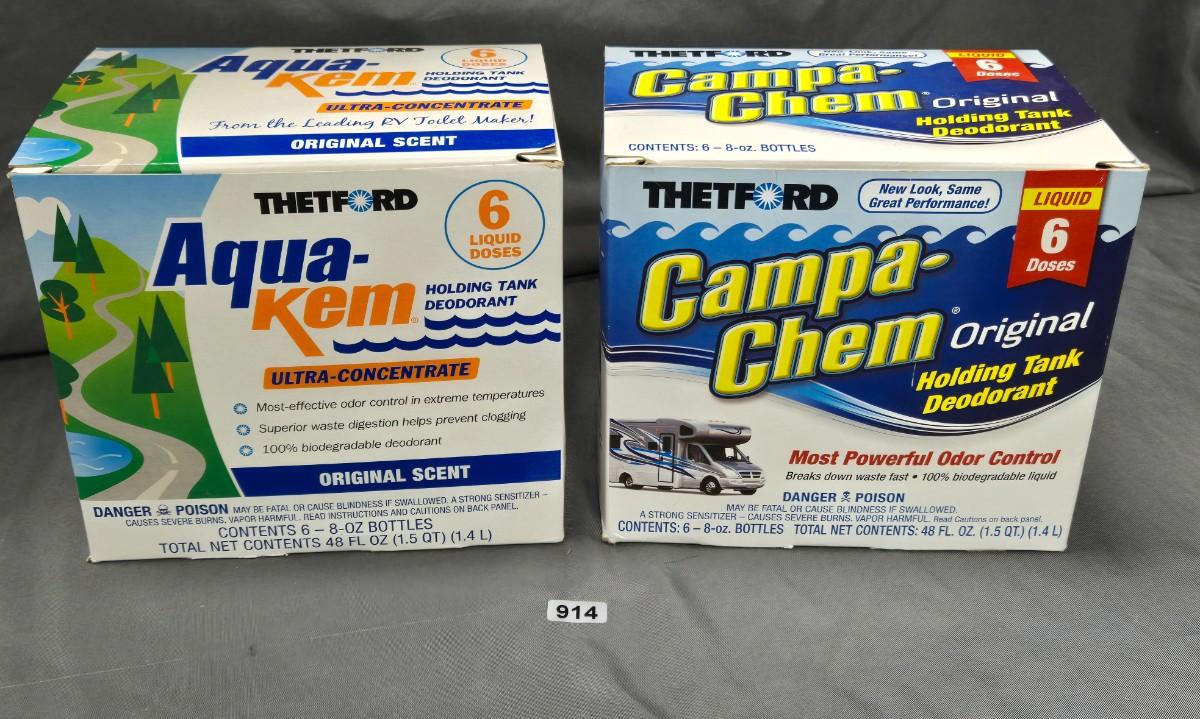 THETFORD
Aqua-
Kem
6
LIQUID
DOSES
HOLDING TANK
DEODORANT
ULTRA-CONCENTRATE
From the Leading RV Toilet Maker!
ORIGINAL SCENT
THETFORD
6
LIQUID
DOSES
Aqua-
Kem®
HOLDING TANK
DEODORANT
ULTRA-CONCENTRATE
Most-effective odor control in extreme temperatures
Superior waste digestion helps prevent clogging
100% biodegradable deodorant
ORIGINAL SCENT
DANGER POISON MAY BE FATAL OR CAUSE BLINDNESS IF SWALLOWED. A STRONG SENSITIZER –
CAUSES SEVERE BURNS. VAPOR HARMFUL. READ INSTRUCTIONS AND CAUTIONS ON BACK PANEL.
CONTENTS 6 – 8-OZ BOTTLES
TOTAL NET CONTENTS 48 FL OZ (1.5 QT) (1.4 L)
THETFORD
New Look, Same
Great Performance!
LIQUID
6
Doses
Campa-
Chem® Original
Holding Tank
Deodorant
CONTENTS: 6 – 8-oz. BOTTLES
THETFORD
New Look, Same
Great Performance!
LIQUID
6
Doses
Campa-
Chem® Original
Holding Tank
Deodorant
Most Powerful Odor Control
Breaks down waste fast • 100% biodegradable liquid
DANGER POISON
MAY BE FATAL OR CAUSE BLINDNESS IF SWALLOWED.
A STRONG SENSITIZER – CAUSES SEVERE BURNS. VAPOR HARMFUL. Read Cautions on back panel.
CONTENTS: 6 – 8-oz. BOTTLES TOTAL NET CONTENTS: 48 FL. OZ. (1.5 QT.) (1.4 L)
914